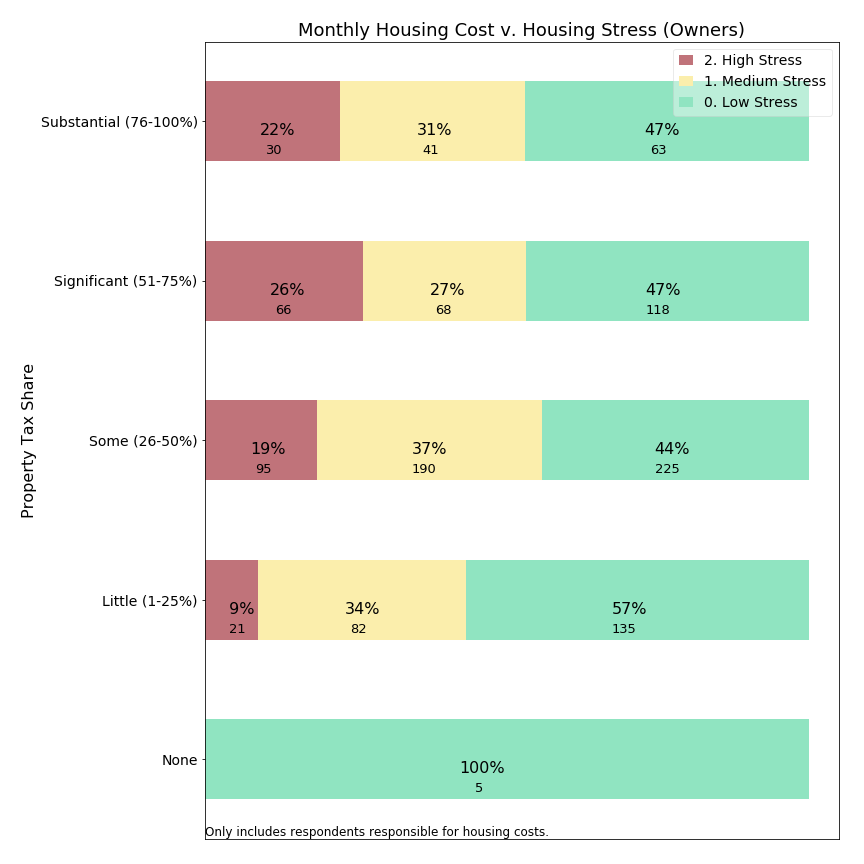 Monthly Housing Cost v. Housing Stress (Owners)
2. High Stress
1. Medium Stress
0. Low Stress
Property Tax Share
Substantial (76-100%)
22% 31% 47%
30 41 63
Significant (51-75%)
26% 27% 47%
66 68 118
Some (26-50%)
19% 37% 44%
95 190 225
Little (1-25%)
9% 34% 57%
21 82 135
None
100%
5
Only includes respondents responsible for housing costs.